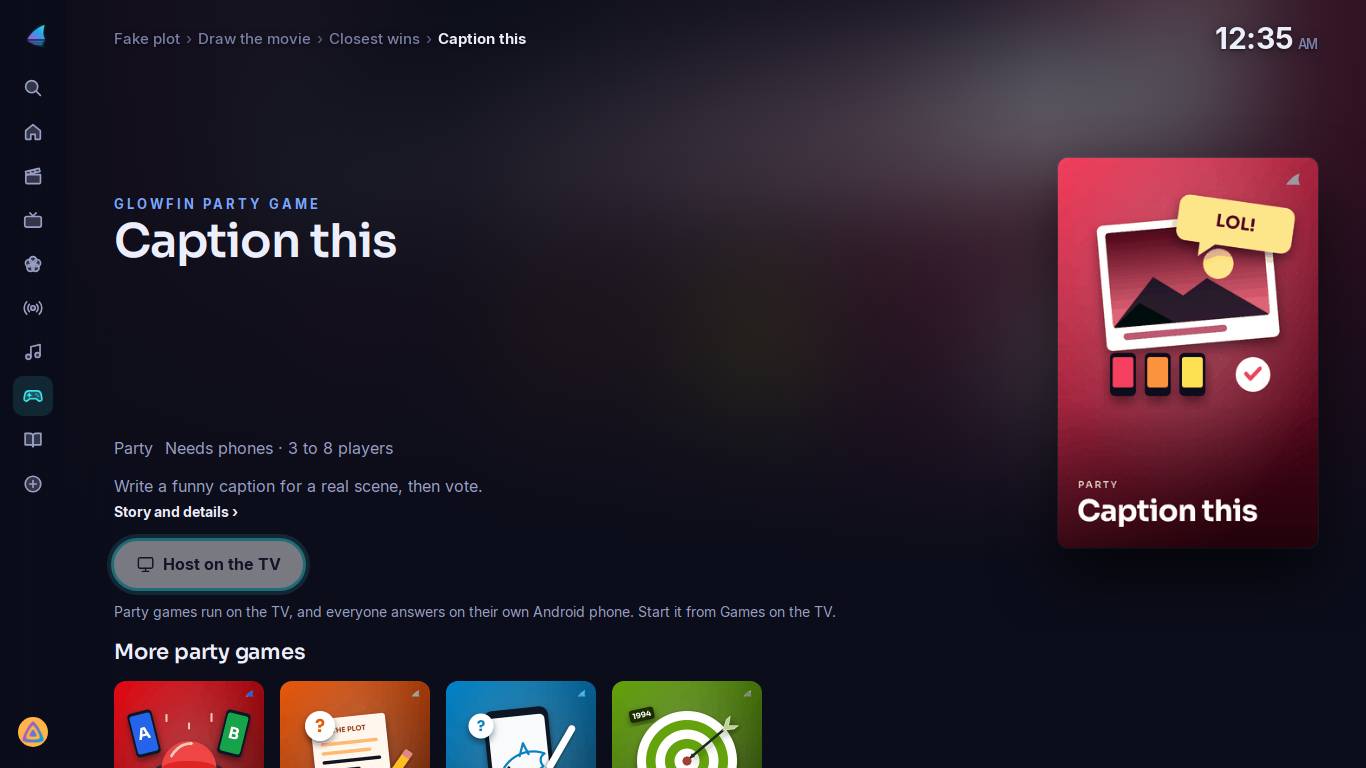 Fake plot › Draw the movie › Closest wins › Caption this
12:35 AM
GLOWFIN PARTY GAME
Caption this
LOL!
PARTY
Caption this
Party Needs phones · 3 to 8 players
Write a funny caption for a real scene, then vote.
Story and details ›
Host on the TV
Party games run on the TV, and everyone answers on their own Android phone. Start it from Games on the TV.
More party games
A
B
?
THE PLOT
?
1994